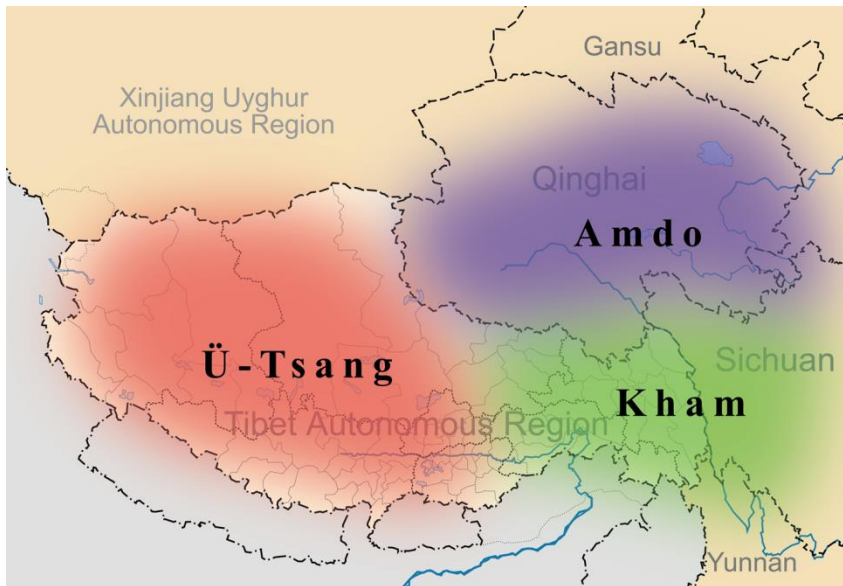 Gansu
Xinjiang Uyghur
Autonomous Region
Qinghai
Amdo
Ü-Tsang
Sichuan
Kham
Tibet Autonomous Region
Yunnan